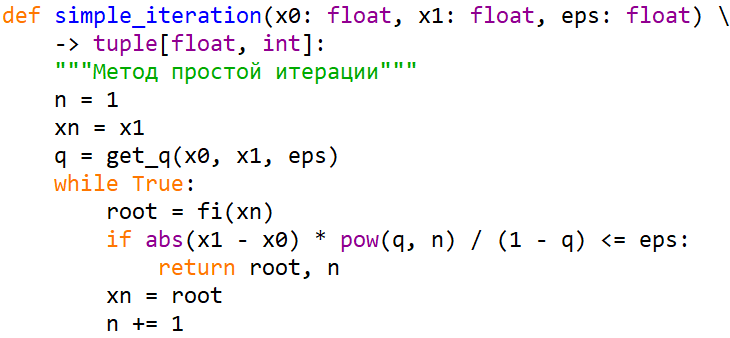 def simple_iteration(x0: float, x1: float, eps: float) \
    -> tuple[float, int]:
    """Метод простой итерации"""
    n = 1
    xn = x1
    q = get_q(x0, x1, eps)
    while True:
        root = fi(xn)
        if abs(x1 - x0) * pow(q, n) / (1 - q) <= eps:
            return root, n
        xn = root
        n += 1